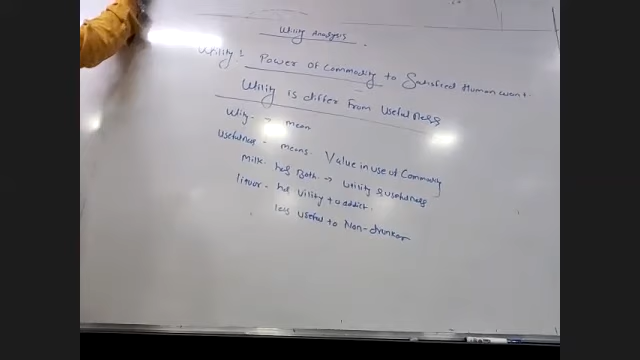 Utility Analysis
Utility : Power of Commodity to Satisfied Human want.
Utility is differ from Usefulness
Utility → mean
Usefulness - means. Value in use of Commodity
Milk - has Both → Utility & usefulness
liquor - has Utility to addict.
less useful to Non-drunker